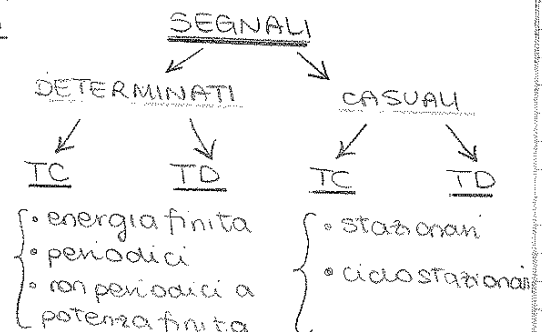 SEGNALI
DETERMINATI CASUALI
TC TD TC TD
• energia finita
• periodici
• non periodici a
potenza finita
• stazionari
• ciclostazionari